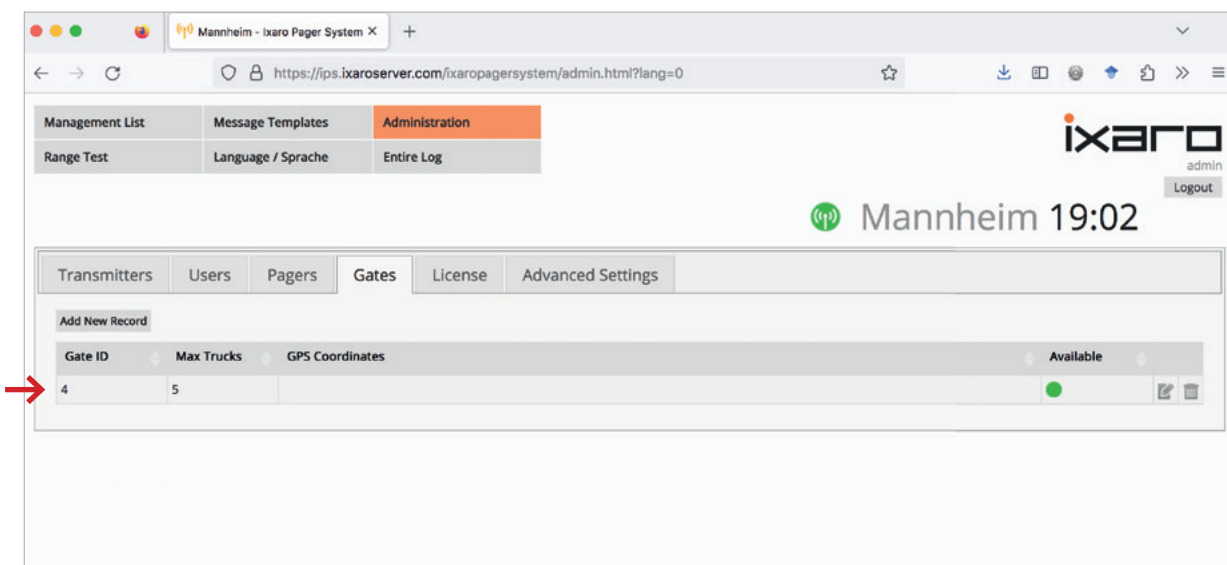 Mannheim - Ixaro Pager System
https://ips.ixaroserver.com/ixaropagersystem/admin.html?lang=0
Management List Message Templates Administration
Range Test Language / Sprache Entire Log
ixaro
admin
Logout
Mannheim 19:02
Transmitters Users Pagers Gates License Advanced Settings
Add New Record
Gate ID Max Trucks GPS Coordinates Available
4 5